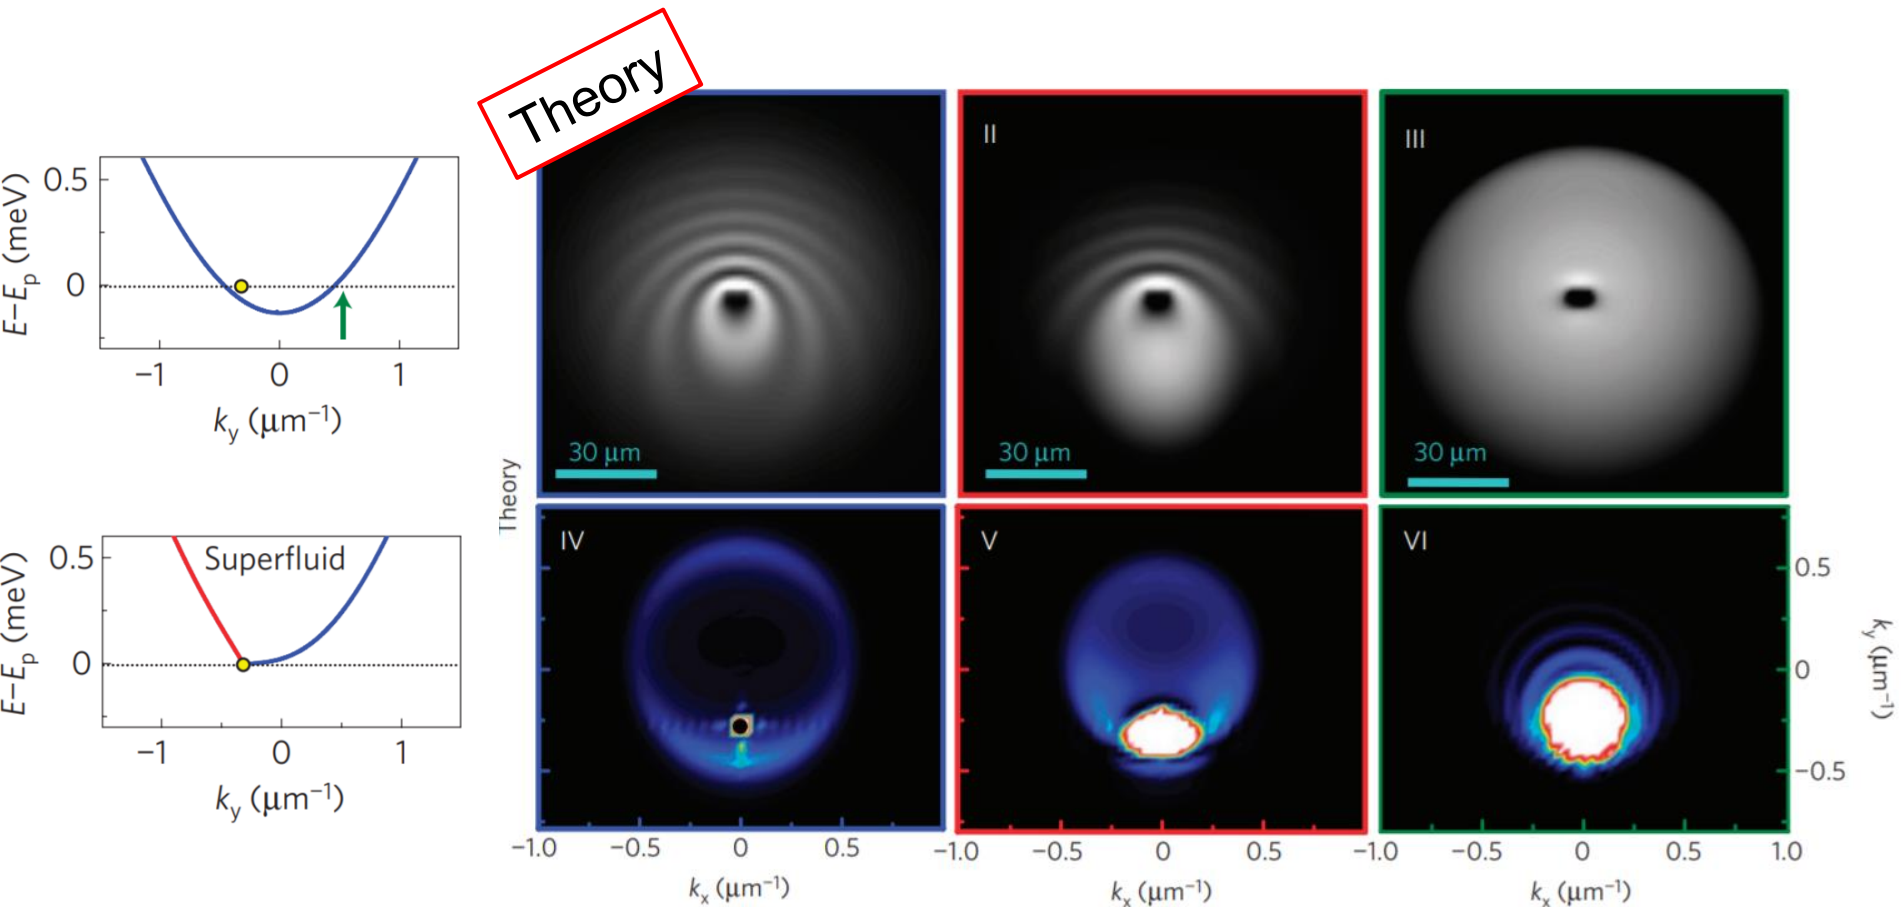 Theory
E–Eₚ (meV)
0.5
0
−1 0 1
k_y (μm⁻¹)
E–Eₚ (meV)
0.5
Superfluid
0
−1 0 1
k_y (μm⁻¹)
Theory
30 μm
II
30 μm
III
30 μm
IV
−1.0 −0.5 0 0.5
kₓ (μm⁻¹)
V
−1.0 −0.5 0 0.5
kₓ (μm⁻¹)
VI
−1.0 −0.5 0 0.5 1.0
kₓ (μm⁻¹)
0.5
0
−0.5
k_y (μm⁻¹)